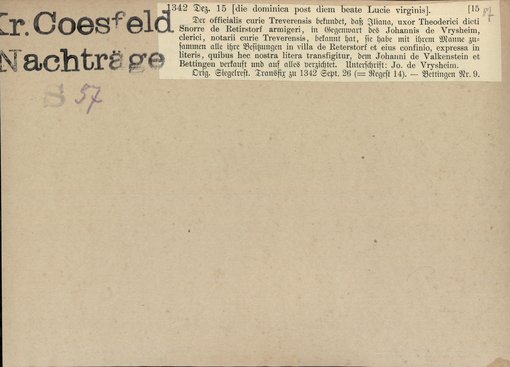 Kr. Coesfeld
Nachträge
S 57
1342 Dez. 15 [die dominica post diem beate Lucie virginis]. [15
Der officialis curie Treverensis bekundet, daß Yliana, uxor Theoderici dicti
Snorre de Retirstorf armigeri, in Gegenwart des Johannis de Vrysheim,
clerici, notarii curie Treverensis, bekannt hat, sie habe mit ihrem Manne zu-
sammen alle ihre Besitzungen in villa de Reterstorf et eius confinio, expressa in
literis, quibus hec nostra litera transfigitur, dem Johanni de Valkenstein et
Bettingen verkauft und auf alles verzichtet. Unterschrift: Jo. de Vrysheim.
Orig. Siegelrest. Transfix zu 1342 Sept. 26 (= Regest 14). — Bettingen Nr. 9.